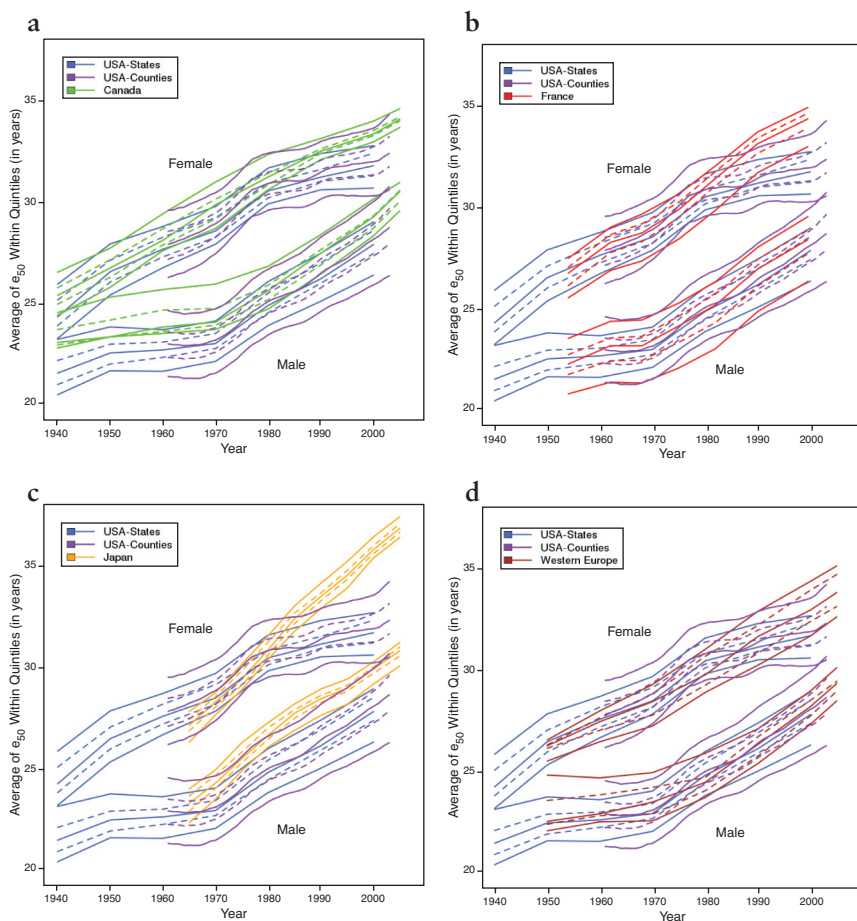 a
USA-States
USA-Counties
Canada
Female
Male
Average of e50 Within Quintiles (in years)
35
30
25
20
1940 1950 1960 1970 1980 1990 2000
Year
b
USA-States
USA-Counties
France
Female
Male
Average of e50 Within Quintiles (in years)
35
30
25
20
1940 1950 1960 1970 1980 1990 2000
Year
c
USA-States
USA-Counties
Japan
Female
Male
Average of e50 Within Quintiles (in years)
35
30
25
20
1940 1950 1960 1970 1980 1990 2000
Year
d
USA-States
USA-Counties
Western Europe
Female
Male
Average of e50 Within Quintiles (in years)
35
30
25
20
1940 1950 1960 1970 1980 1990 2000
Year